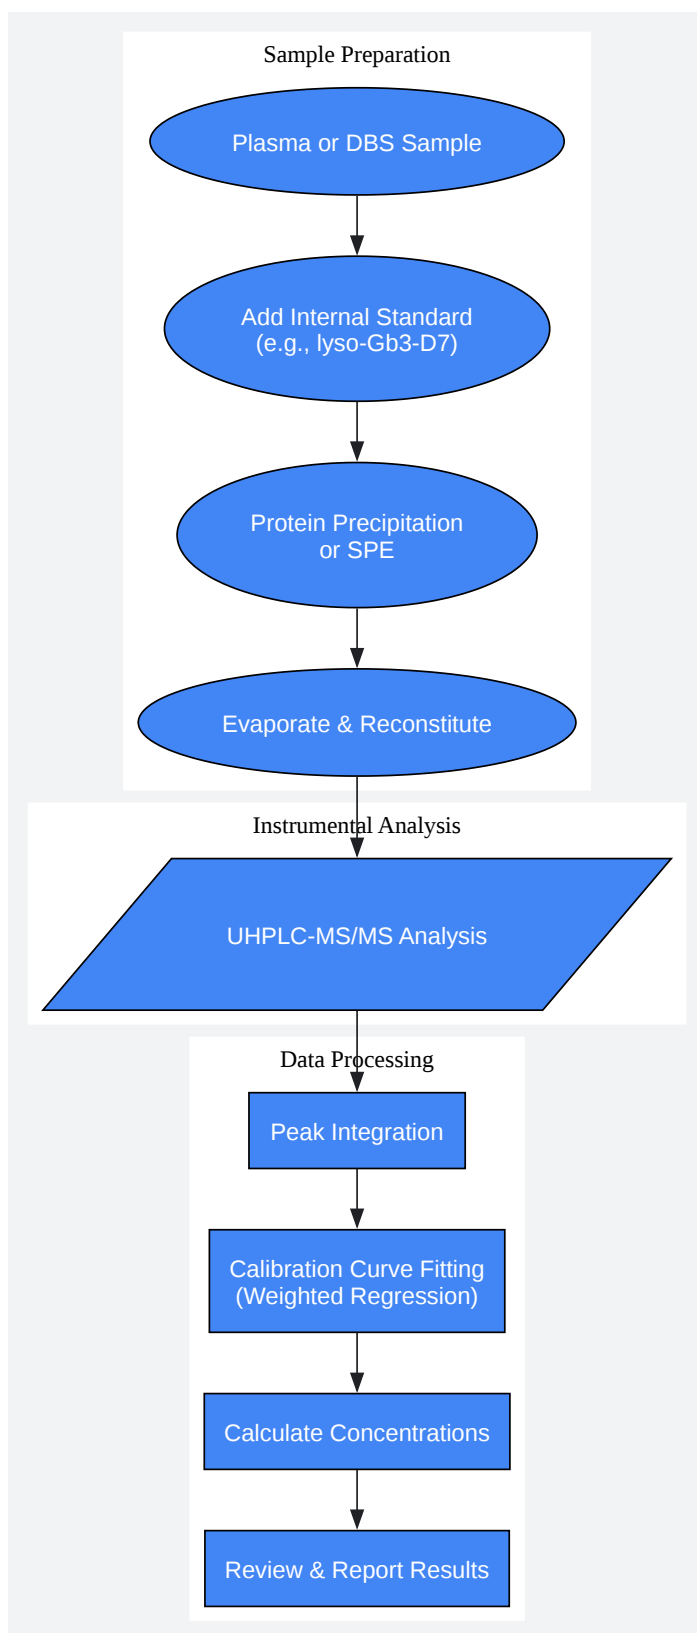 Sample Preparation
Plasma or DBS Sample
Add Internal Standard
(e.g., lyso-Gb3-D7)
Protein Precipitation
or SPE
Evaporate & Reconstitute
Instrumental Analysis
UHPLC-MS/MS Analysis
Data Processing
Peak Integration
Calibration Curve Fitting
(Weighted Regression)
Calculate Concentrations
Review & Report Results